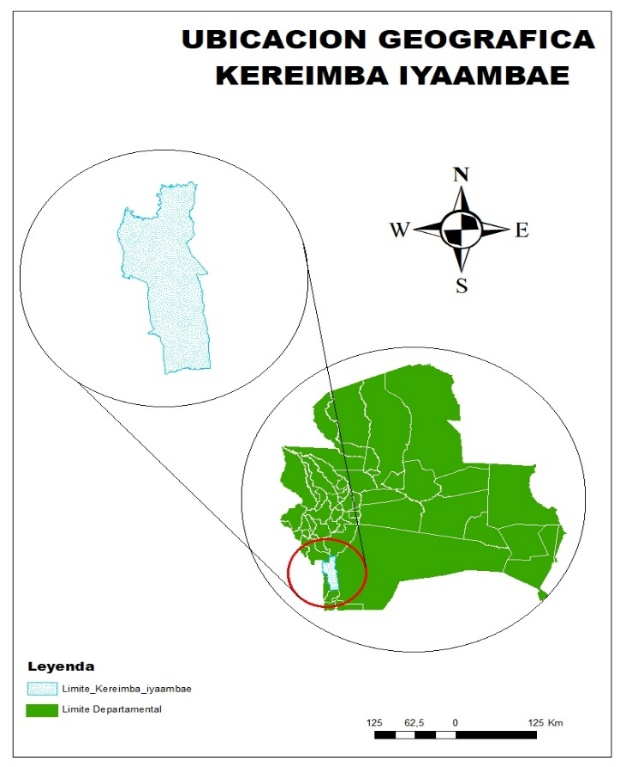 UBICACION GEOGRAFICA
KEREIMBA IYAAMBAE
N
W E
S
Leyenda
Limite_Kereimba_iyaambae
Limite Departamental
125 62,5 0 125 Km